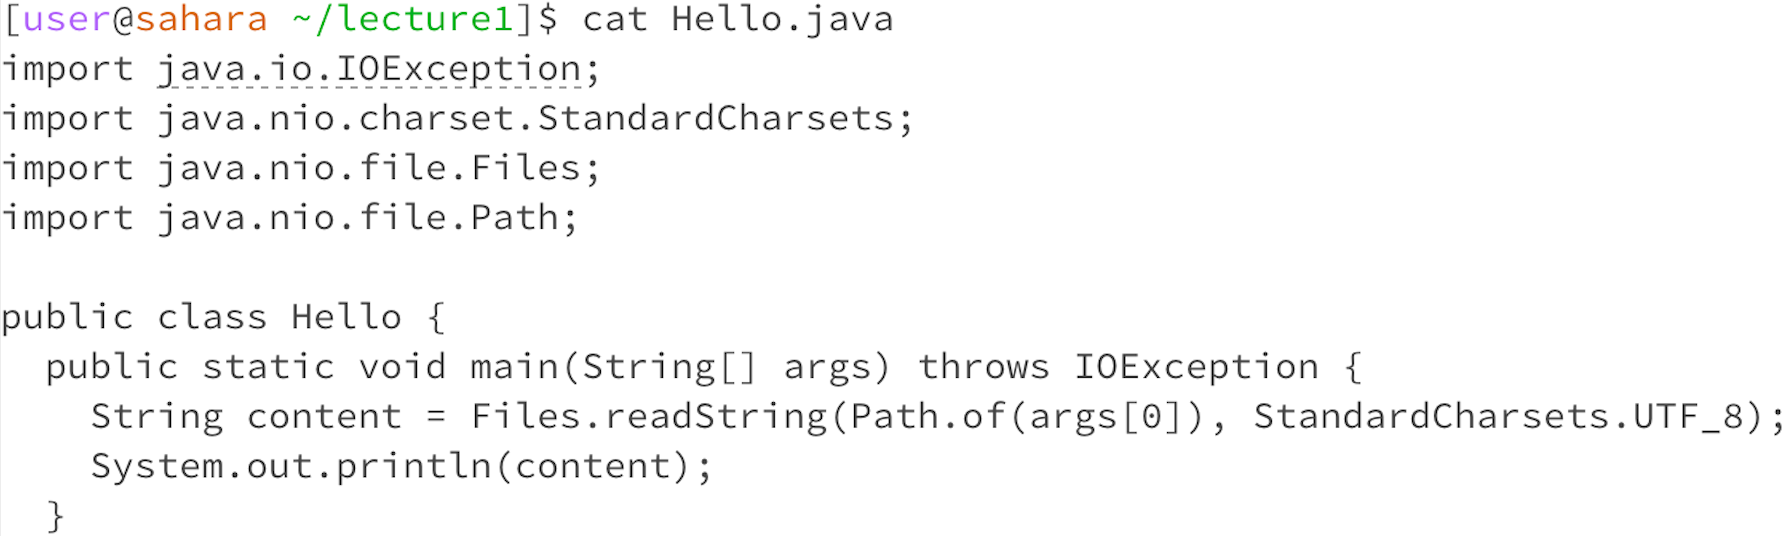 [user@sahara ~/lecture1]$ cat Hello.java
import java.io.IOException;
import java.nio.charset.StandardCharsets;
import java.nio.file.Files;
import java.nio.file.Path;

public class Hello {
  public static void main(String[] args) throws IOException {
    String content = Files.readString(Path.of(args[0]), StandardCharsets.UTF_8);
    System.out.println(content);
  }